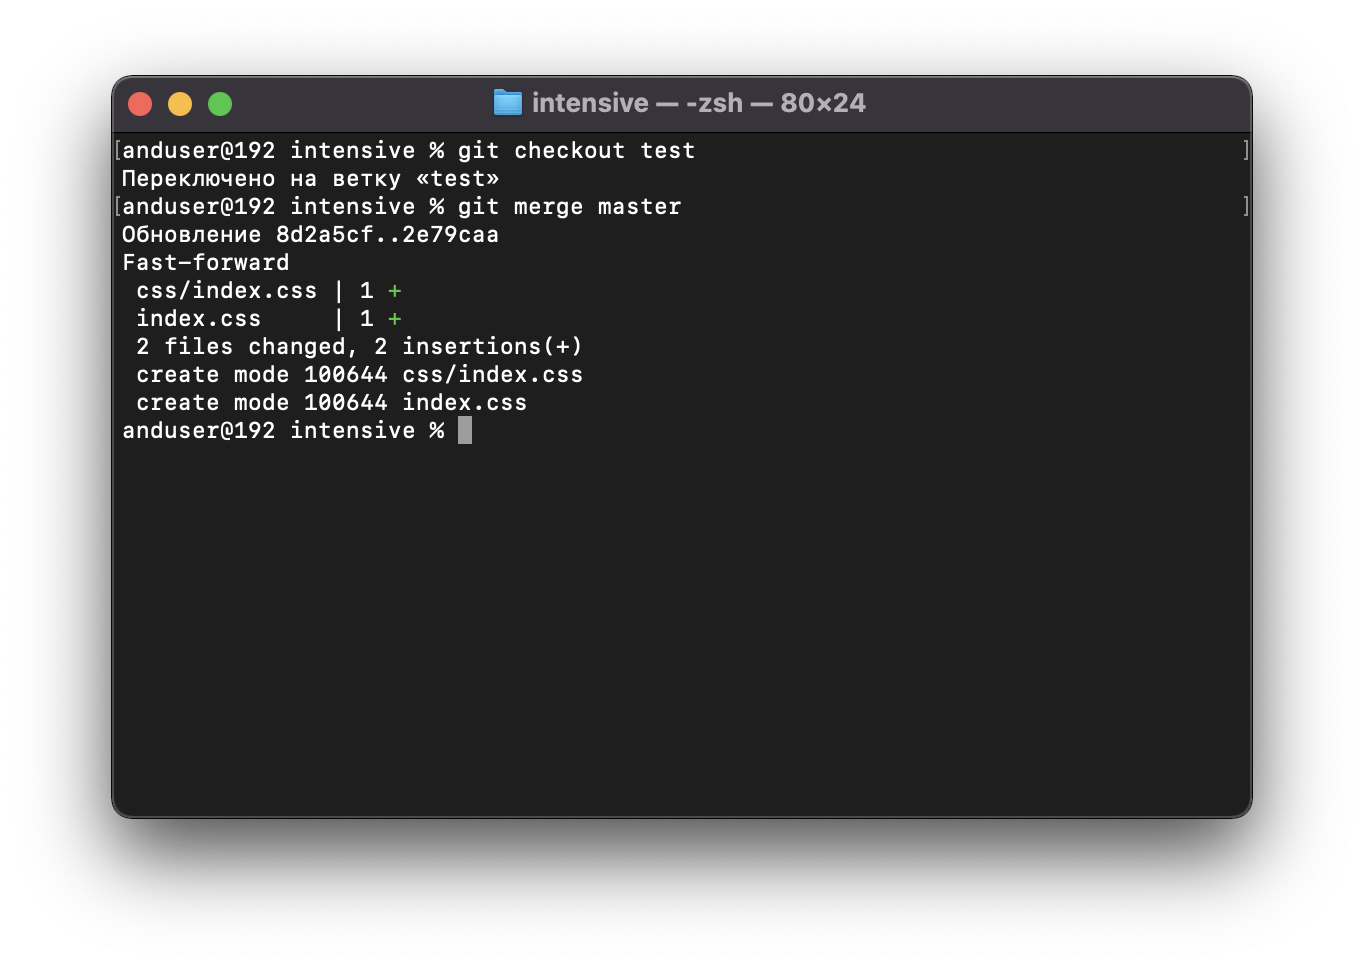 intensive — -zsh — 80×24
[anduser@192 intensive % git checkout test ]
Переключено на ветку «test»
[anduser@192 intensive % git merge master ]
Обновление 8d2a5cf..2e79caa
Fast-forward
 css/index.css | 1 +
 index.css     | 1 +
 2 files changed, 2 insertions(+)
 create mode 100644 css/index.css
 create mode 100644 index.css
anduser@192 intensive %